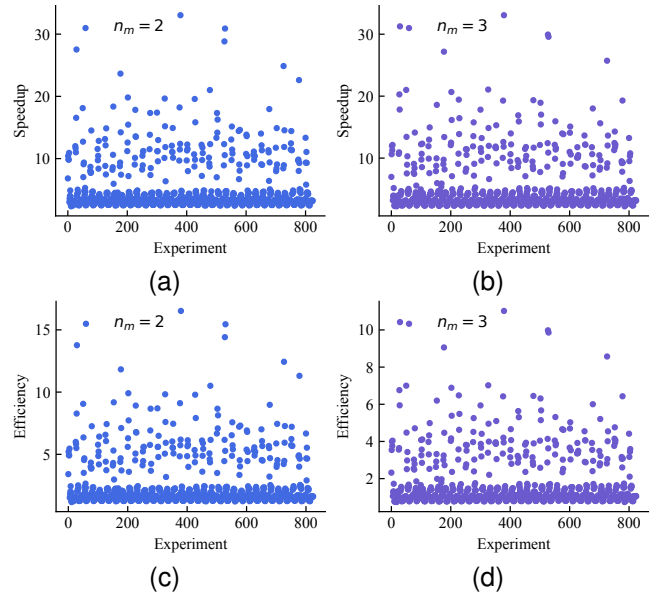 n_m = 2
30
20
10
Speedup
0 200 400 600 800
Experiment
(a)
n_m = 3
30
20
10
Speedup
0 200 400 600 800
Experiment
(b)
n_m = 2
15
10
5
Efficiency
0 200 400 600 800
Experiment
(c)
n_m = 3
10
8
6
4
2
Efficiency
0 200 400 600 800
Experiment
(d)